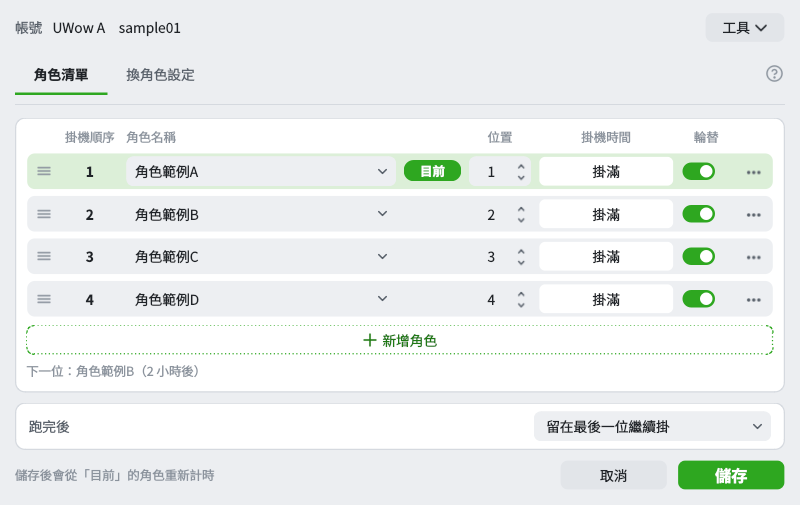 帳號 UWow A sample01 工具
角色清單 換角色設定
掛機順序 角色名稱 位置 掛機時間 輪替
1 角色範例A 目前 1 掛滿
2 角色範例B 2 掛滿
3 角色範例C 3 掛滿
4 角色範例D 4 掛滿
新增角色
下一位：角色範例B（2 小時後）
跑完後 留在最後一位繼續掛
儲存後會從「目前」的角色重新計時 取消 儲存